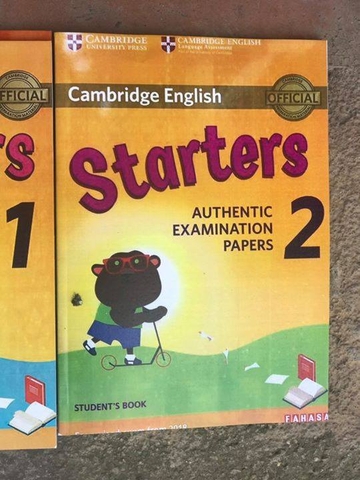 OFFICIAL
rs
1
CAMBRIDGE
UNIVERSITY PRESS
CAMBRIDGE ENGLISH
Language Assessment
Cambridge English
OFFICIAL
Starters
AUTHENTIC
EXAMINATION
PAPERS
2
STUDENT'S BOOK
FAHASA